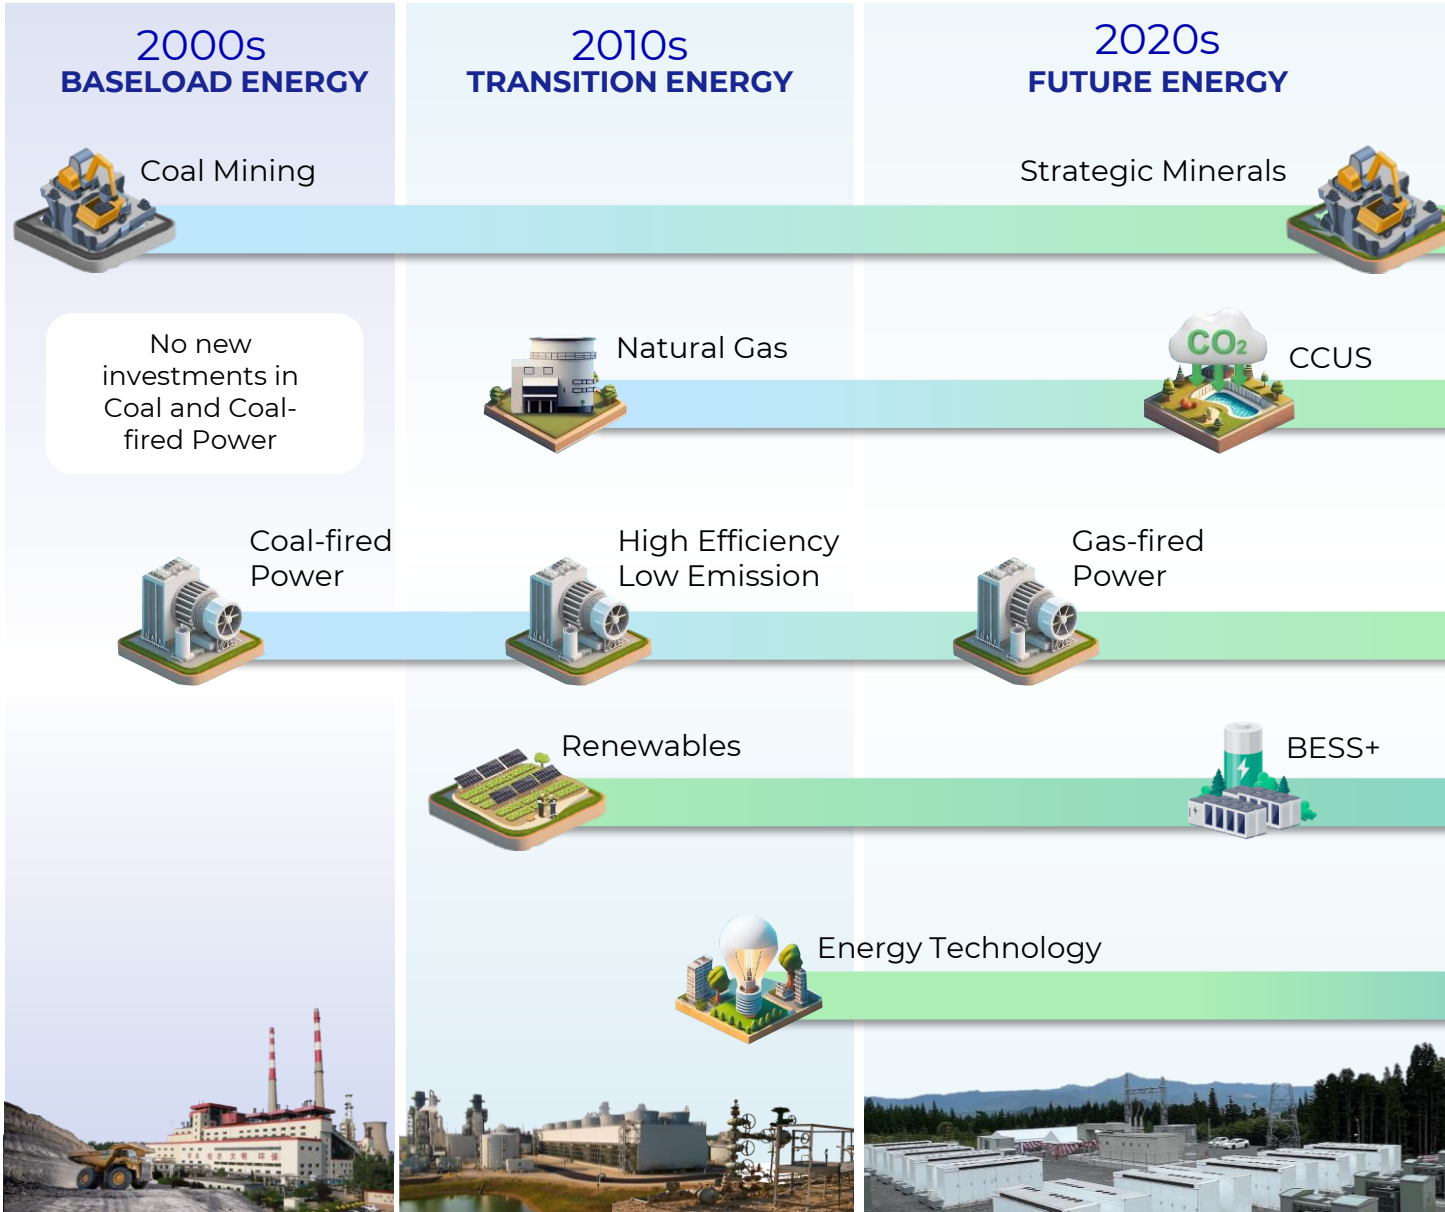 2000s
BASELOAD ENERGY
2010s
TRANSITION ENERGY
2020s
FUTURE ENERGY
Coal Mining
Strategic Minerals
No new
investments in
Coal and Coal-
fired Power
Natural Gas
CO₂
CCUS
Coal-fired
Power
High Efficiency
Low Emission
Gas-fired
Power
Renewables
BESS+
Energy Technology